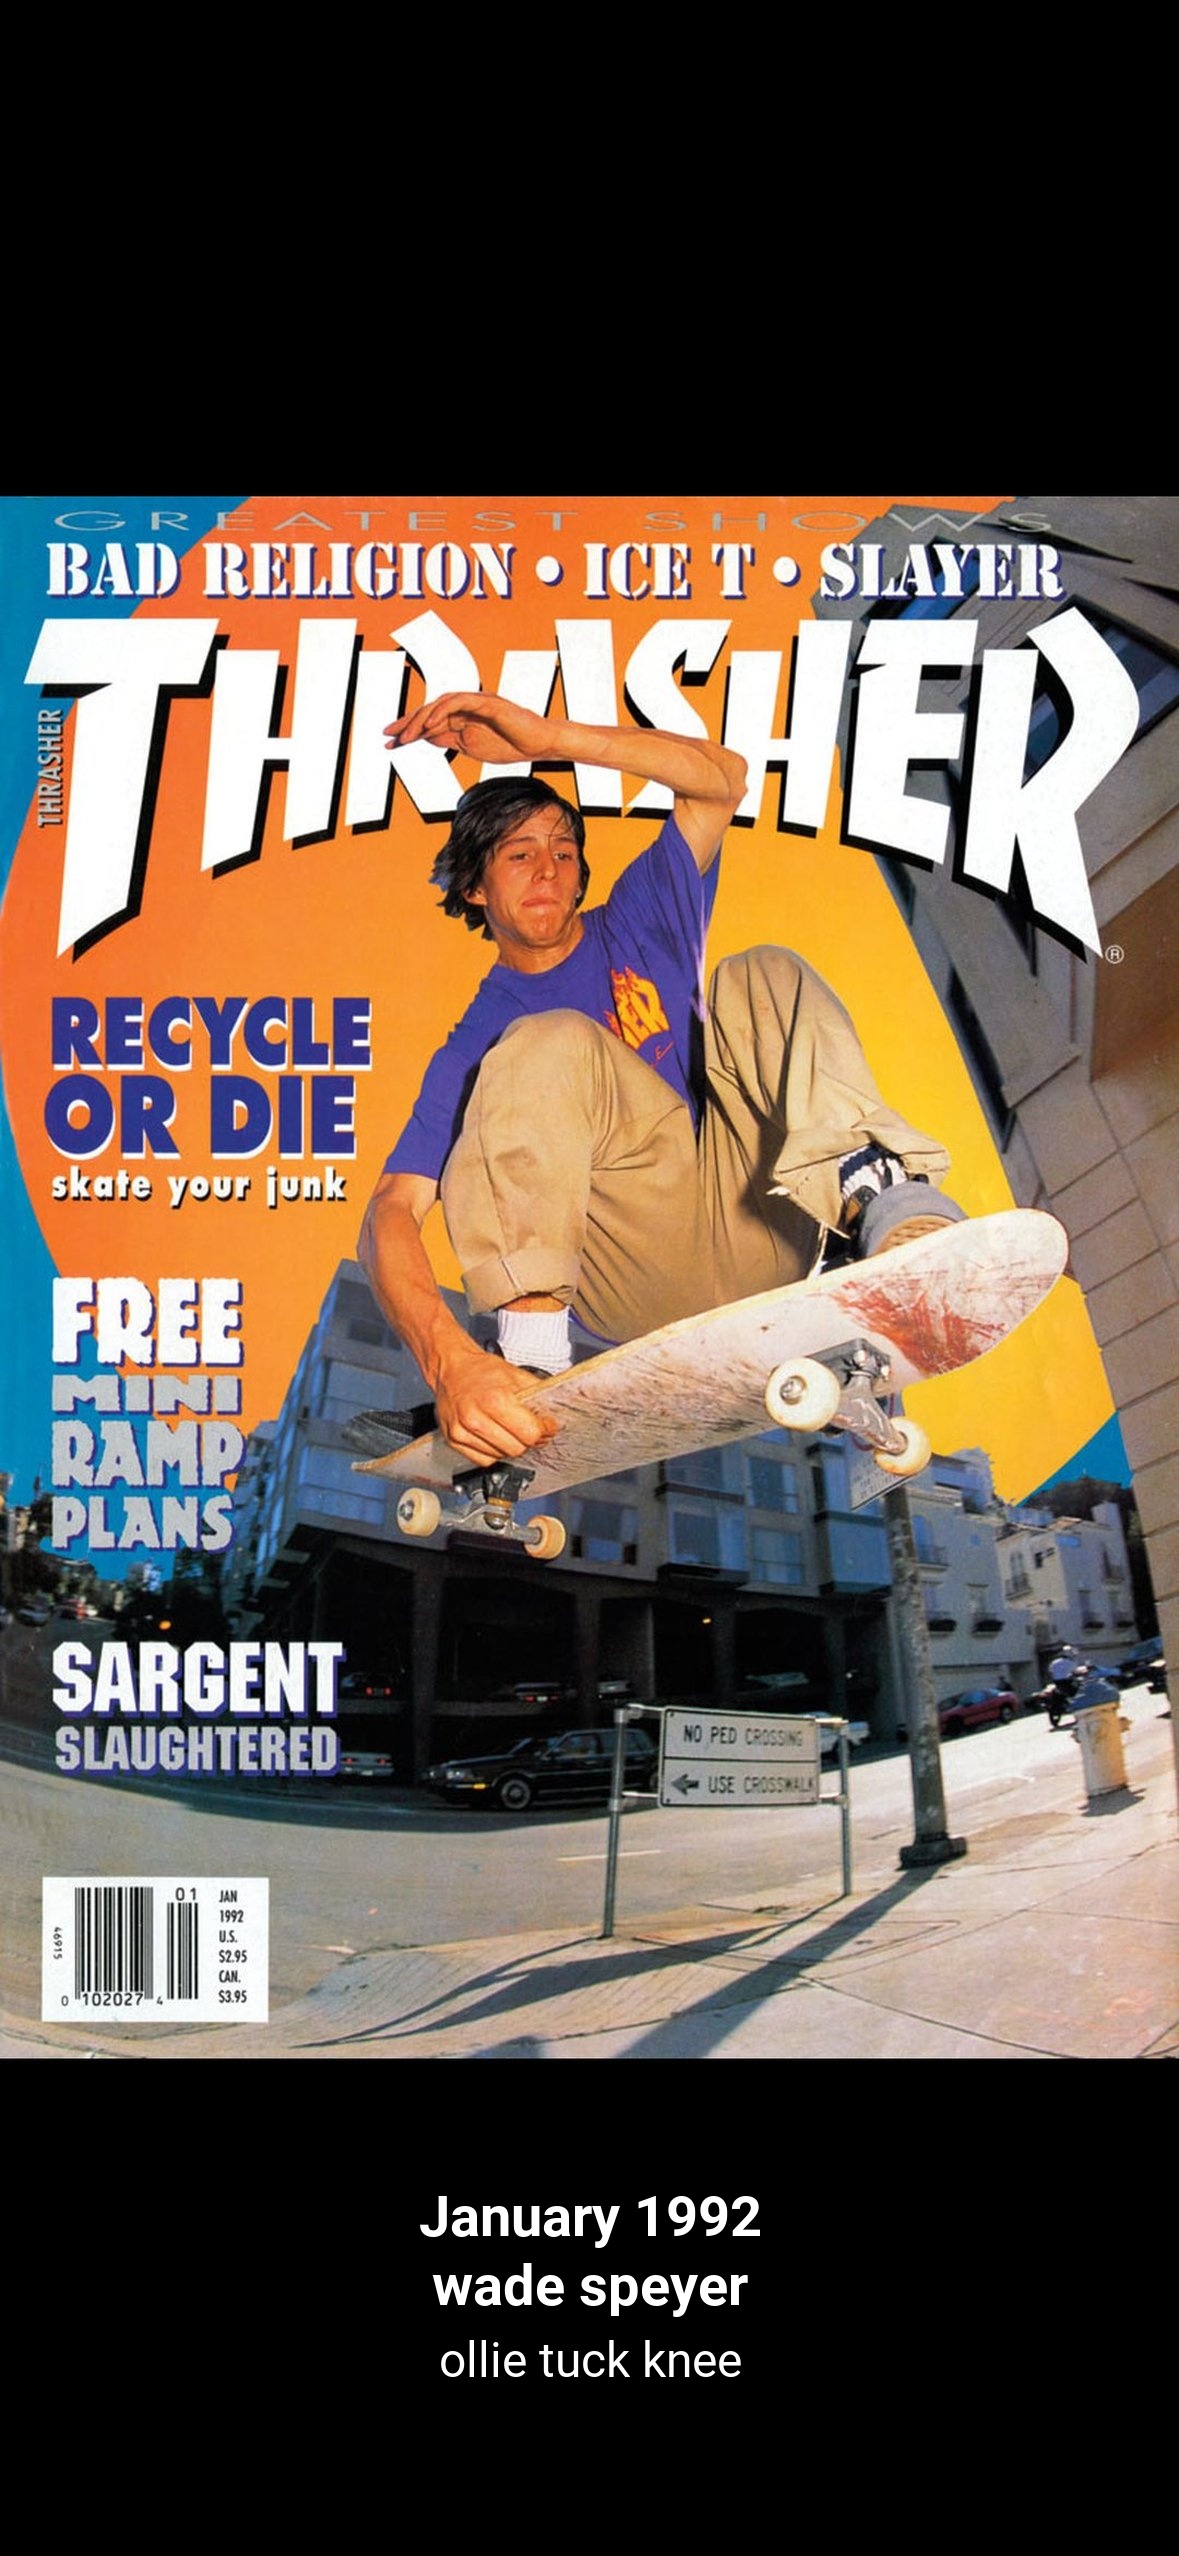 GREATEST SHOWS
BAD RELIGION • ICE T • SLAYER
THRASHER
®
THRASHER
RECYCLE
OR DIE
skate your junk
FREE
MINI
RAMP
PLANS
SARGENT
SLAUGHTERED
NO PED CROSSING
← USE CROSSWALK
01
JAN
1992
U.S.
$2.95
CAN.
$3.95
46915
0 102027 4
January 1992
wade speyer
ollie tuck knee